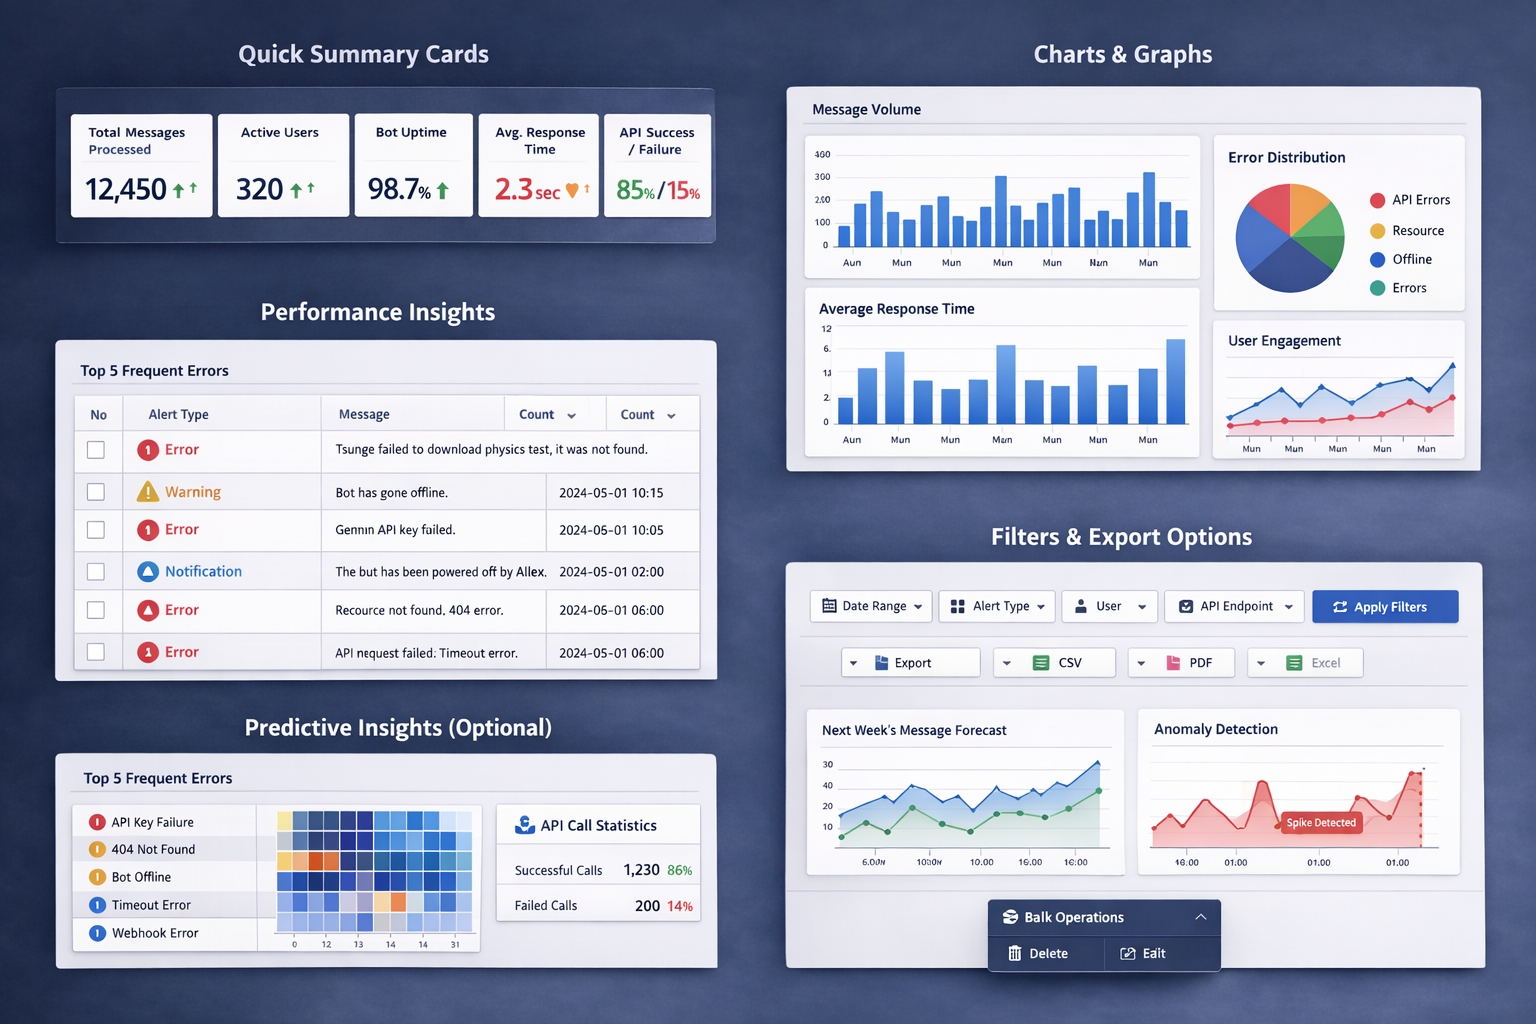 Quick Summary Cards
Total Messages
Processed
12,450
Active Users
320
Bot Uptime
98.7%
Avg. Response
Time
2.3 sec
API Success
/ Failure
85%/15%
Performance Insights
Top 5 Frequent Errors
No Alert Type Message Count Count
Error Tsunge failed to download physics test, it was not found.
Warning Bot has gone offline. 2024-05-01 10:15
Error API key failed. 2024-06-01 10:05
Notification The but has been powered off by Allex. 2024-05-01 02:00
Error Recource not found, 404 error. 2024-05-01 06:00
Error API request failed: Timeout error. 2024-05-01 06:00
Predictive Insights (Optional)
Top 5 Frequent Errors
API Key Failure
404 Not Found
Bot Offline
Timeout Error
Webhook Error
0 12 13 14 14 31
API Call Statistics
Successful Calls 1,230 86%
Failed Calls 200 14%
Charts & Graphs
Message Volume
300
100
0
Aun Mun Mun Mun Mun Mun
Error Distribution
API Errors
Resource
Offline
Errors
Average Response Time
12
6.
2.
0
Aun Mun Mun Mun Mun Mun Mun
User Engagement
Mun Mun Mun Mun Mun
Filters & Export Options
Date Range Alert Type User API Endpoint Apply Filters
Export CSV PDF Excel
Next Week's Message Forecast
30
40
20
10
10:00 16:00 16:00
Anomaly Detection
Spike Detected
16:00 01:00 01:00 01:00
Balk Operations
Delete Eait